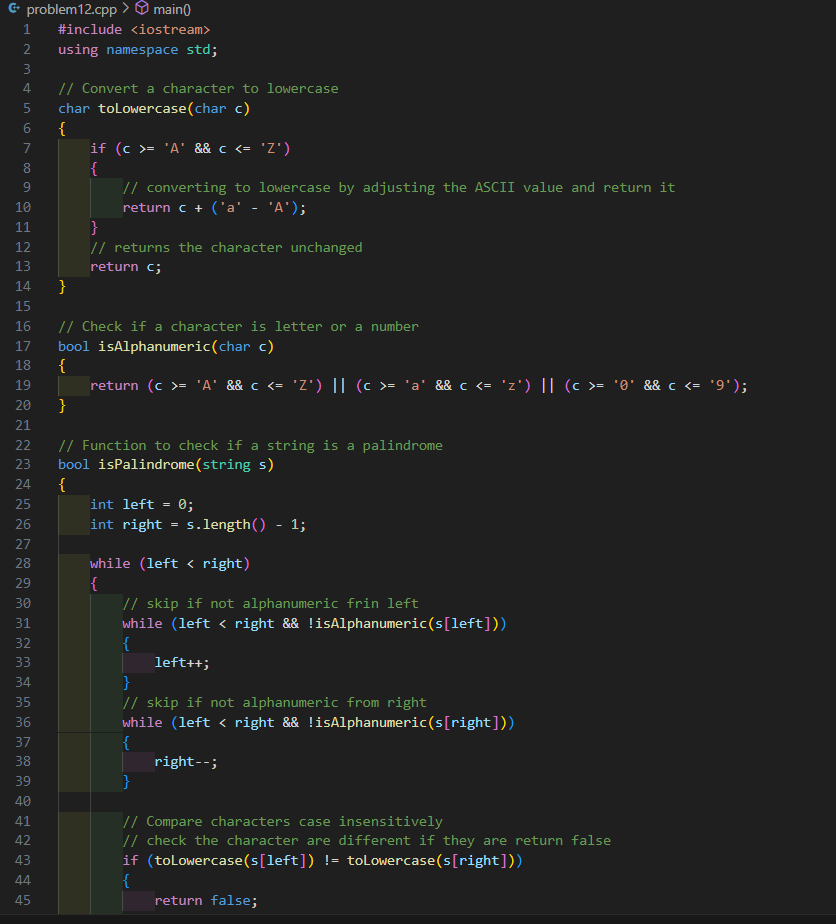 problem12.cpp > main()
1 #include <iostream>
2 using namespace std;
3
4 // Convert a character to lowercase
5 char toLowercase(char c)
6 {
7     if (c >= 'A' && c <= 'Z')
8     {
9         // converting to lowercase by adjusting the ASCII value and return it
10         return c + ('a' - 'A');
11     }
12     // returns the character unchanged
13     return c;
14 }
15
16 // Check if a character is letter or a number
17 bool isAlphanumeric(char c)
18 {
19     return (c >= 'A' && c <= 'Z') || (c >= 'a' && c <= 'z') || (c >= '0' && c <= '9');
20 }
21
22 // Function to check if a string is a palindrome
23 bool isPalindrome(string s)
24 {
25     int left = 0;
26     int right = s.length() - 1;
27
28     while (left < right)
29     {
30         // skip if not alphanumeric frin left
31         while (left < right && !isAlphanumeric(s[left]))
32         {
33             left++;
34         }
35         // skip if not alphanumeric from right
36         while (left < right && !isAlphanumeric(s[right]))
37         {
38             right--;
39         }
40
41         // Compare characters case insensitively
42         // check the character are different if they are return false
43         if (toLowercase(s[left]) != toLowercase(s[right]))
44         {
45             return false;